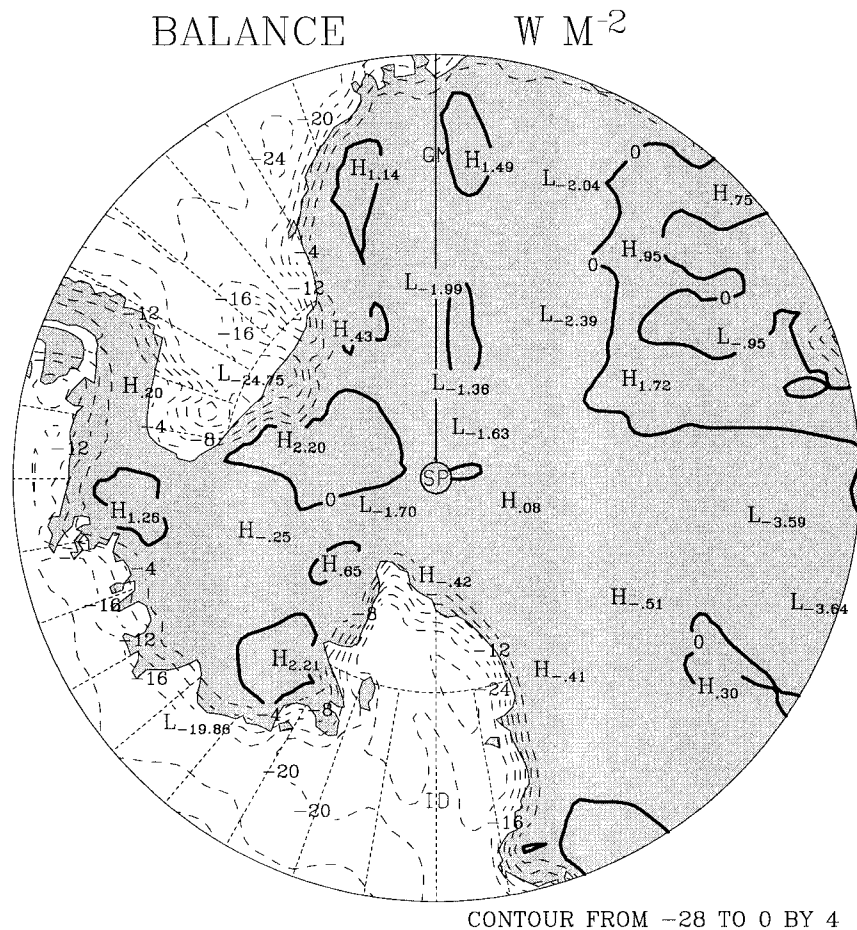 BALANCE W M⁻²
-20
-24
H1.14
GM
H1.49
0
L-2.04
H.75
-4
H.95
0
-12
L-1.99
-16
-12
0
-16
H.43
L-2.39
L-.95
L-24.75
H.20
L-1.36
H1.72
-4
-8
H2.20
L-1.63
-12
SP
H1.26
0
L-1.70
H.08
L-3.59
H-.25
-4
H.65
H-.42
-16
-8
H-.51
L-3.64
-12
0
-16
H2.21
-12
H-.41
-24
H.30
L-19.86
-4
-8
-20
-20
ID
-16
CONTOUR FROM -28 TO 0 BY 4